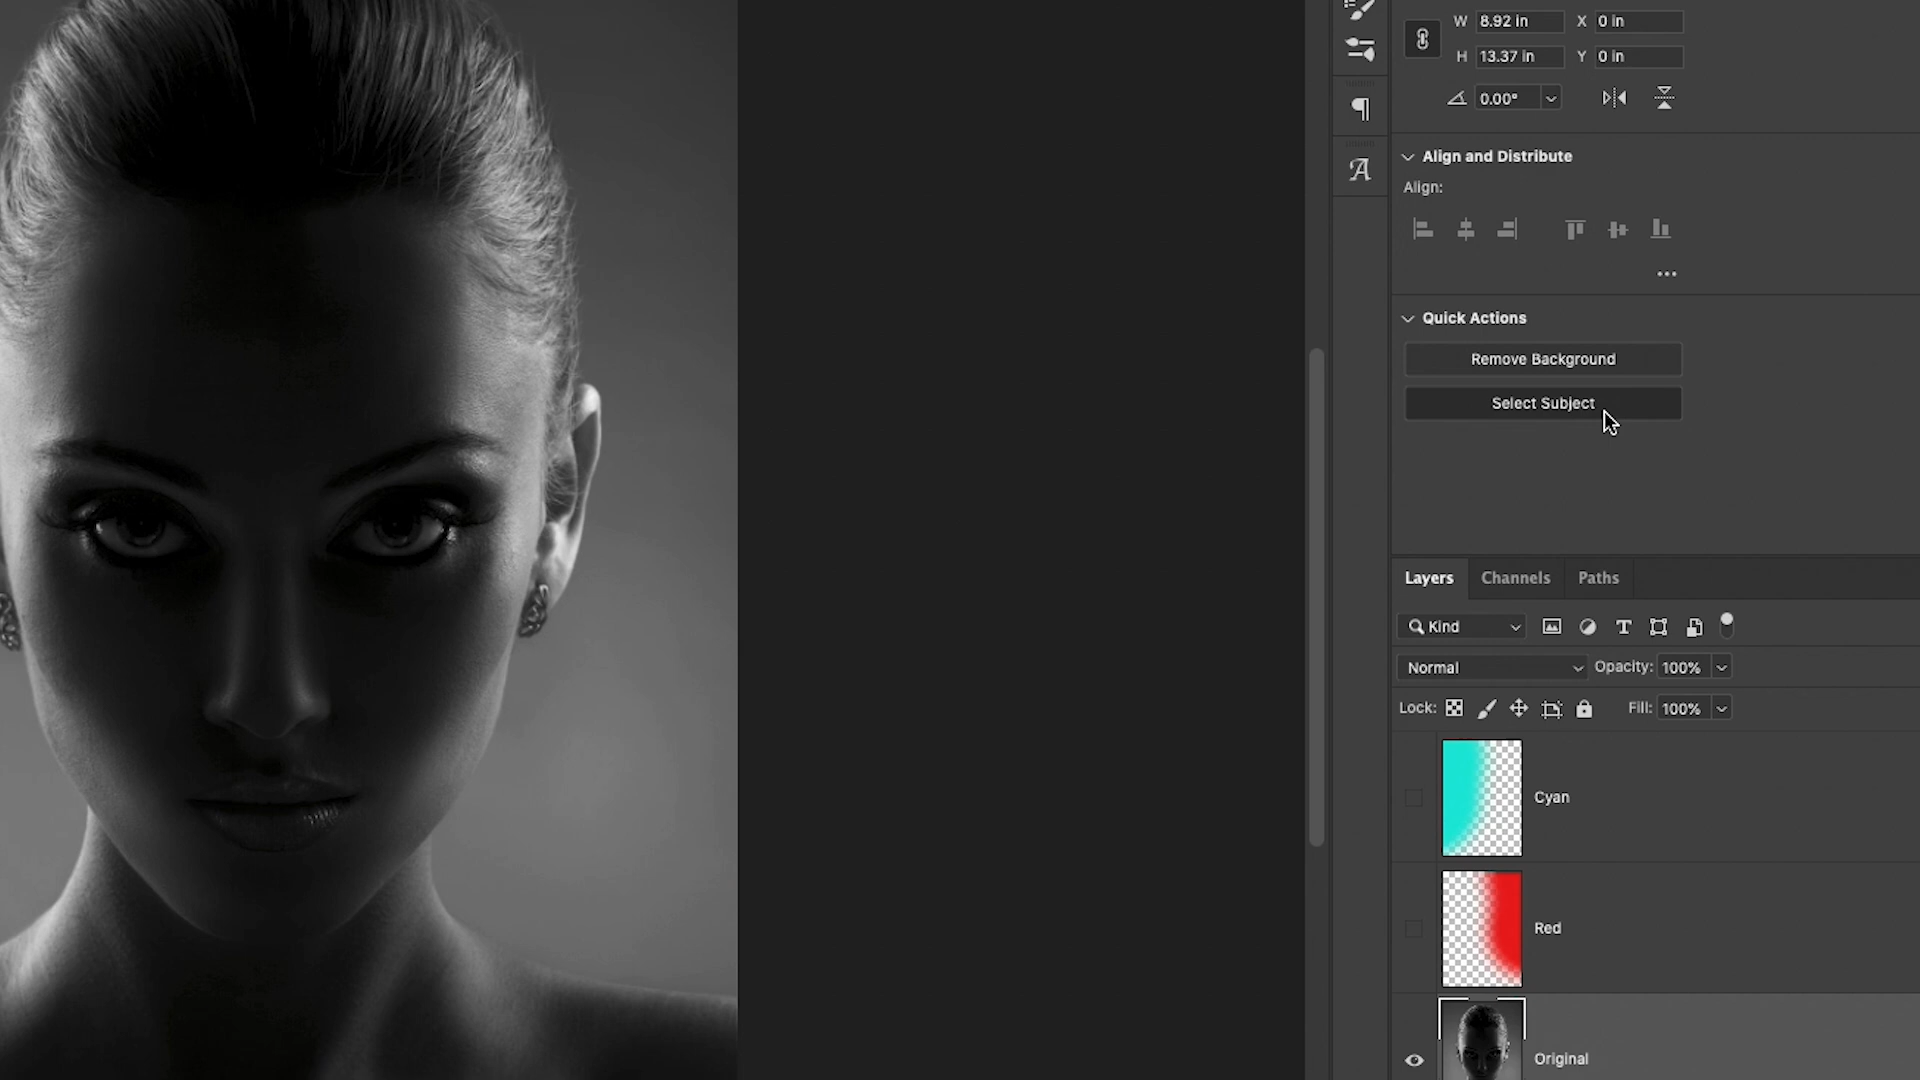 W 8.92 in X 0 in
H 13.37 in Y 0 in
0.00°
Align and Distribute
Align:
Quick Actions
Remove Background
Select Subject
Layers Channels Paths
Kind
Normal Opacity: 100%
Lock: Fill: 100%
Cyan
Red
Original